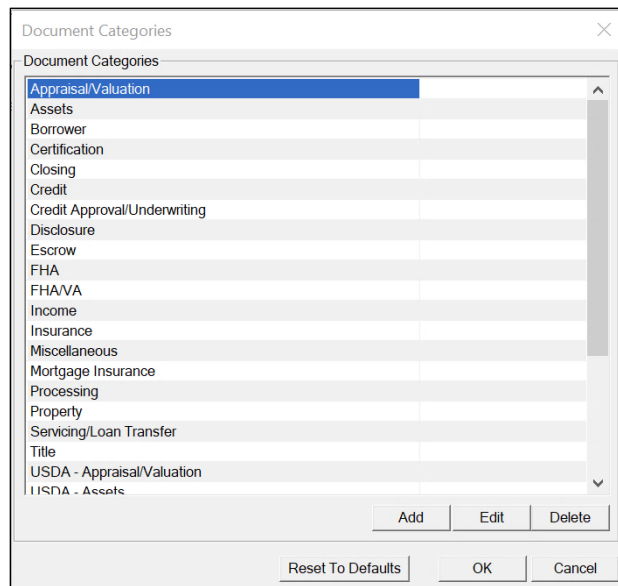 Document Categories
Document Categories
Appraisal/Valuation
Assets
Borrower
Certification
Closing
Credit
Credit Approval/Underwriting
Disclosure
Escrow
FHA
FHA/VA
Income
Insurance
Miscellaneous
Mortgage Insurance
Processing
Property
Servicing/Loan Transfer
Title
USDA - Appraisal/Valuation
USDA - Assets
Add Edit Delete
Reset To Defaults OK Cancel